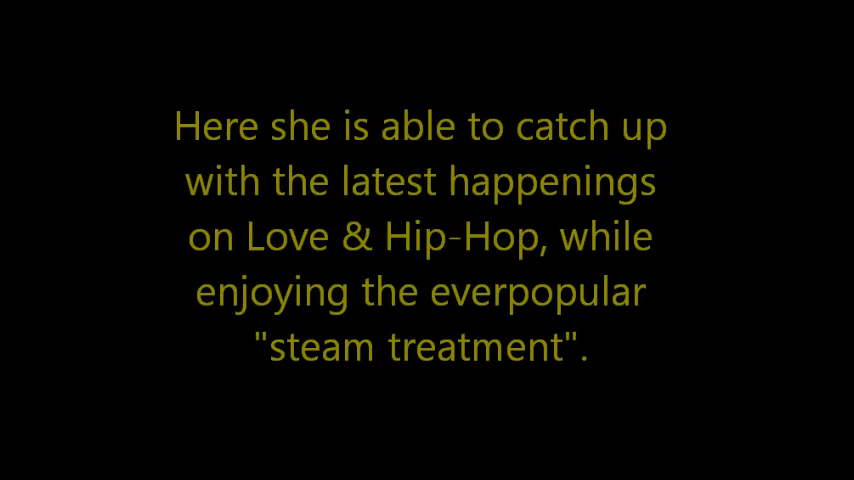 Here she is able to catch up
with the latest happenings
on Love & Hip-Hop, while
enjoying the everpopular
"steam treatment".